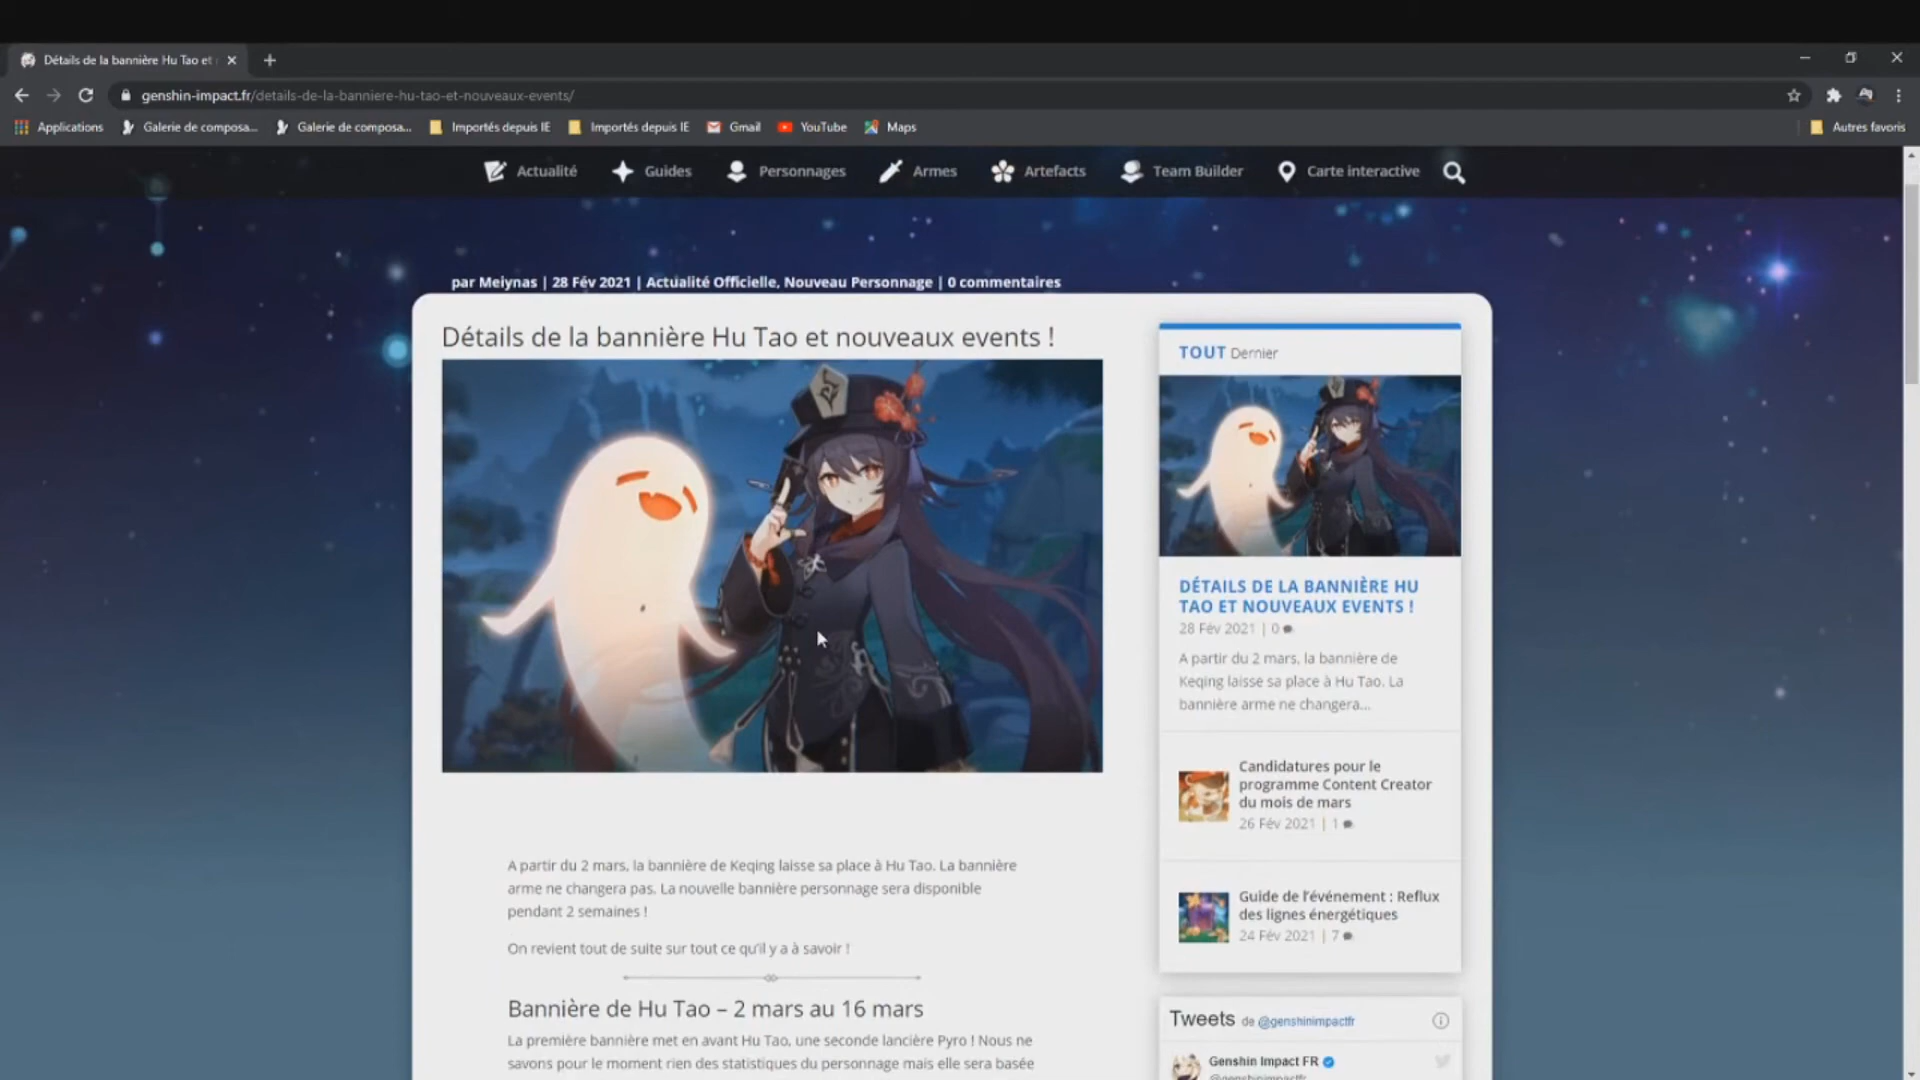 Détails de la bannière Hu Tao et
genshin-impact.fr/details-de-la-banniere-hu-tao-et-nouveaux-events/
Applications Galerie de composa... Galerie de composa... Importés depuis IE Importés depuis IE Gmail YouTube Maps Autres favoris
Actualité Guides Personnages Armes Artefacts Team Builder Carte interactive
par Meiynas | 28 Fév 2021 | Actualité Officielle, Nouveau Personnage | 0 commentaires
Détails de la bannière Hu Tao et nouveaux events !
A partir du 2 mars, la bannière de Keqing laisse sa place à Hu Tao. La bannière
arme ne changera pas. La nouvelle bannière personnage sera disponible
pendant 2 semaines !
On revient tout de suite sur tout ce qu'il y a à savoir !
Bannière de Hu Tao – 2 mars au 16 mars
La première bannière met en avant Hu Tao, une seconde lancière Pyro ! Nous ne
savons pour le moment rien des statistiques du personnage mais elle sera basée
TOUT Dernier
DÉTAILS DE LA BANNIÈRE HU
TAO ET NOUVEAUX EVENTS !
28 Fév 2021 | 0
A partir du 2 mars, la bannière de
Keqing laisse sa place à Hu Tao. La
bannière arme ne changera...
Candidatures pour le
programme Content Creator
du mois de mars
26 Fév 2021 | 1
Guide de l'événement : Reflux
des lignes énergétiques
24 Fév 2021 | 7
Tweets de @genshinimpactfr
Genshin Impact FR
@genshinimpactfr